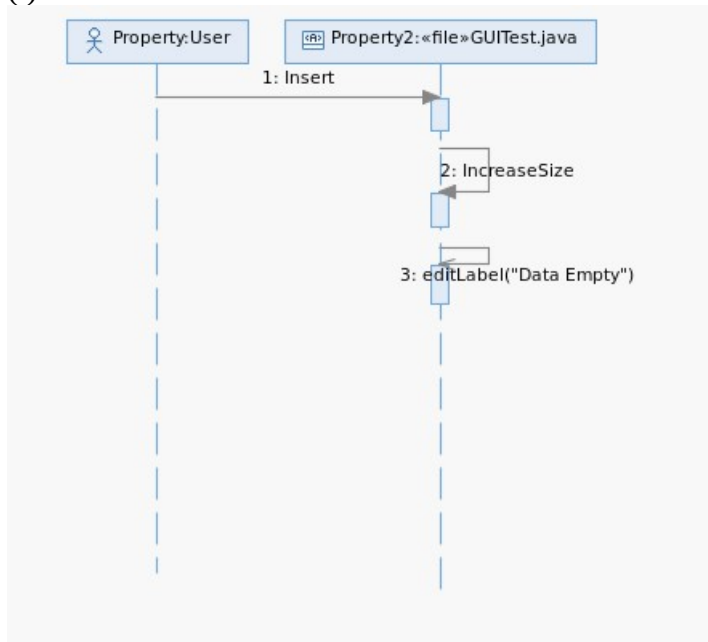 Property:User
Property2:«file»GUITest.java
1: Insert
2: IncreaseSize
3: editLabel("Data Empty")